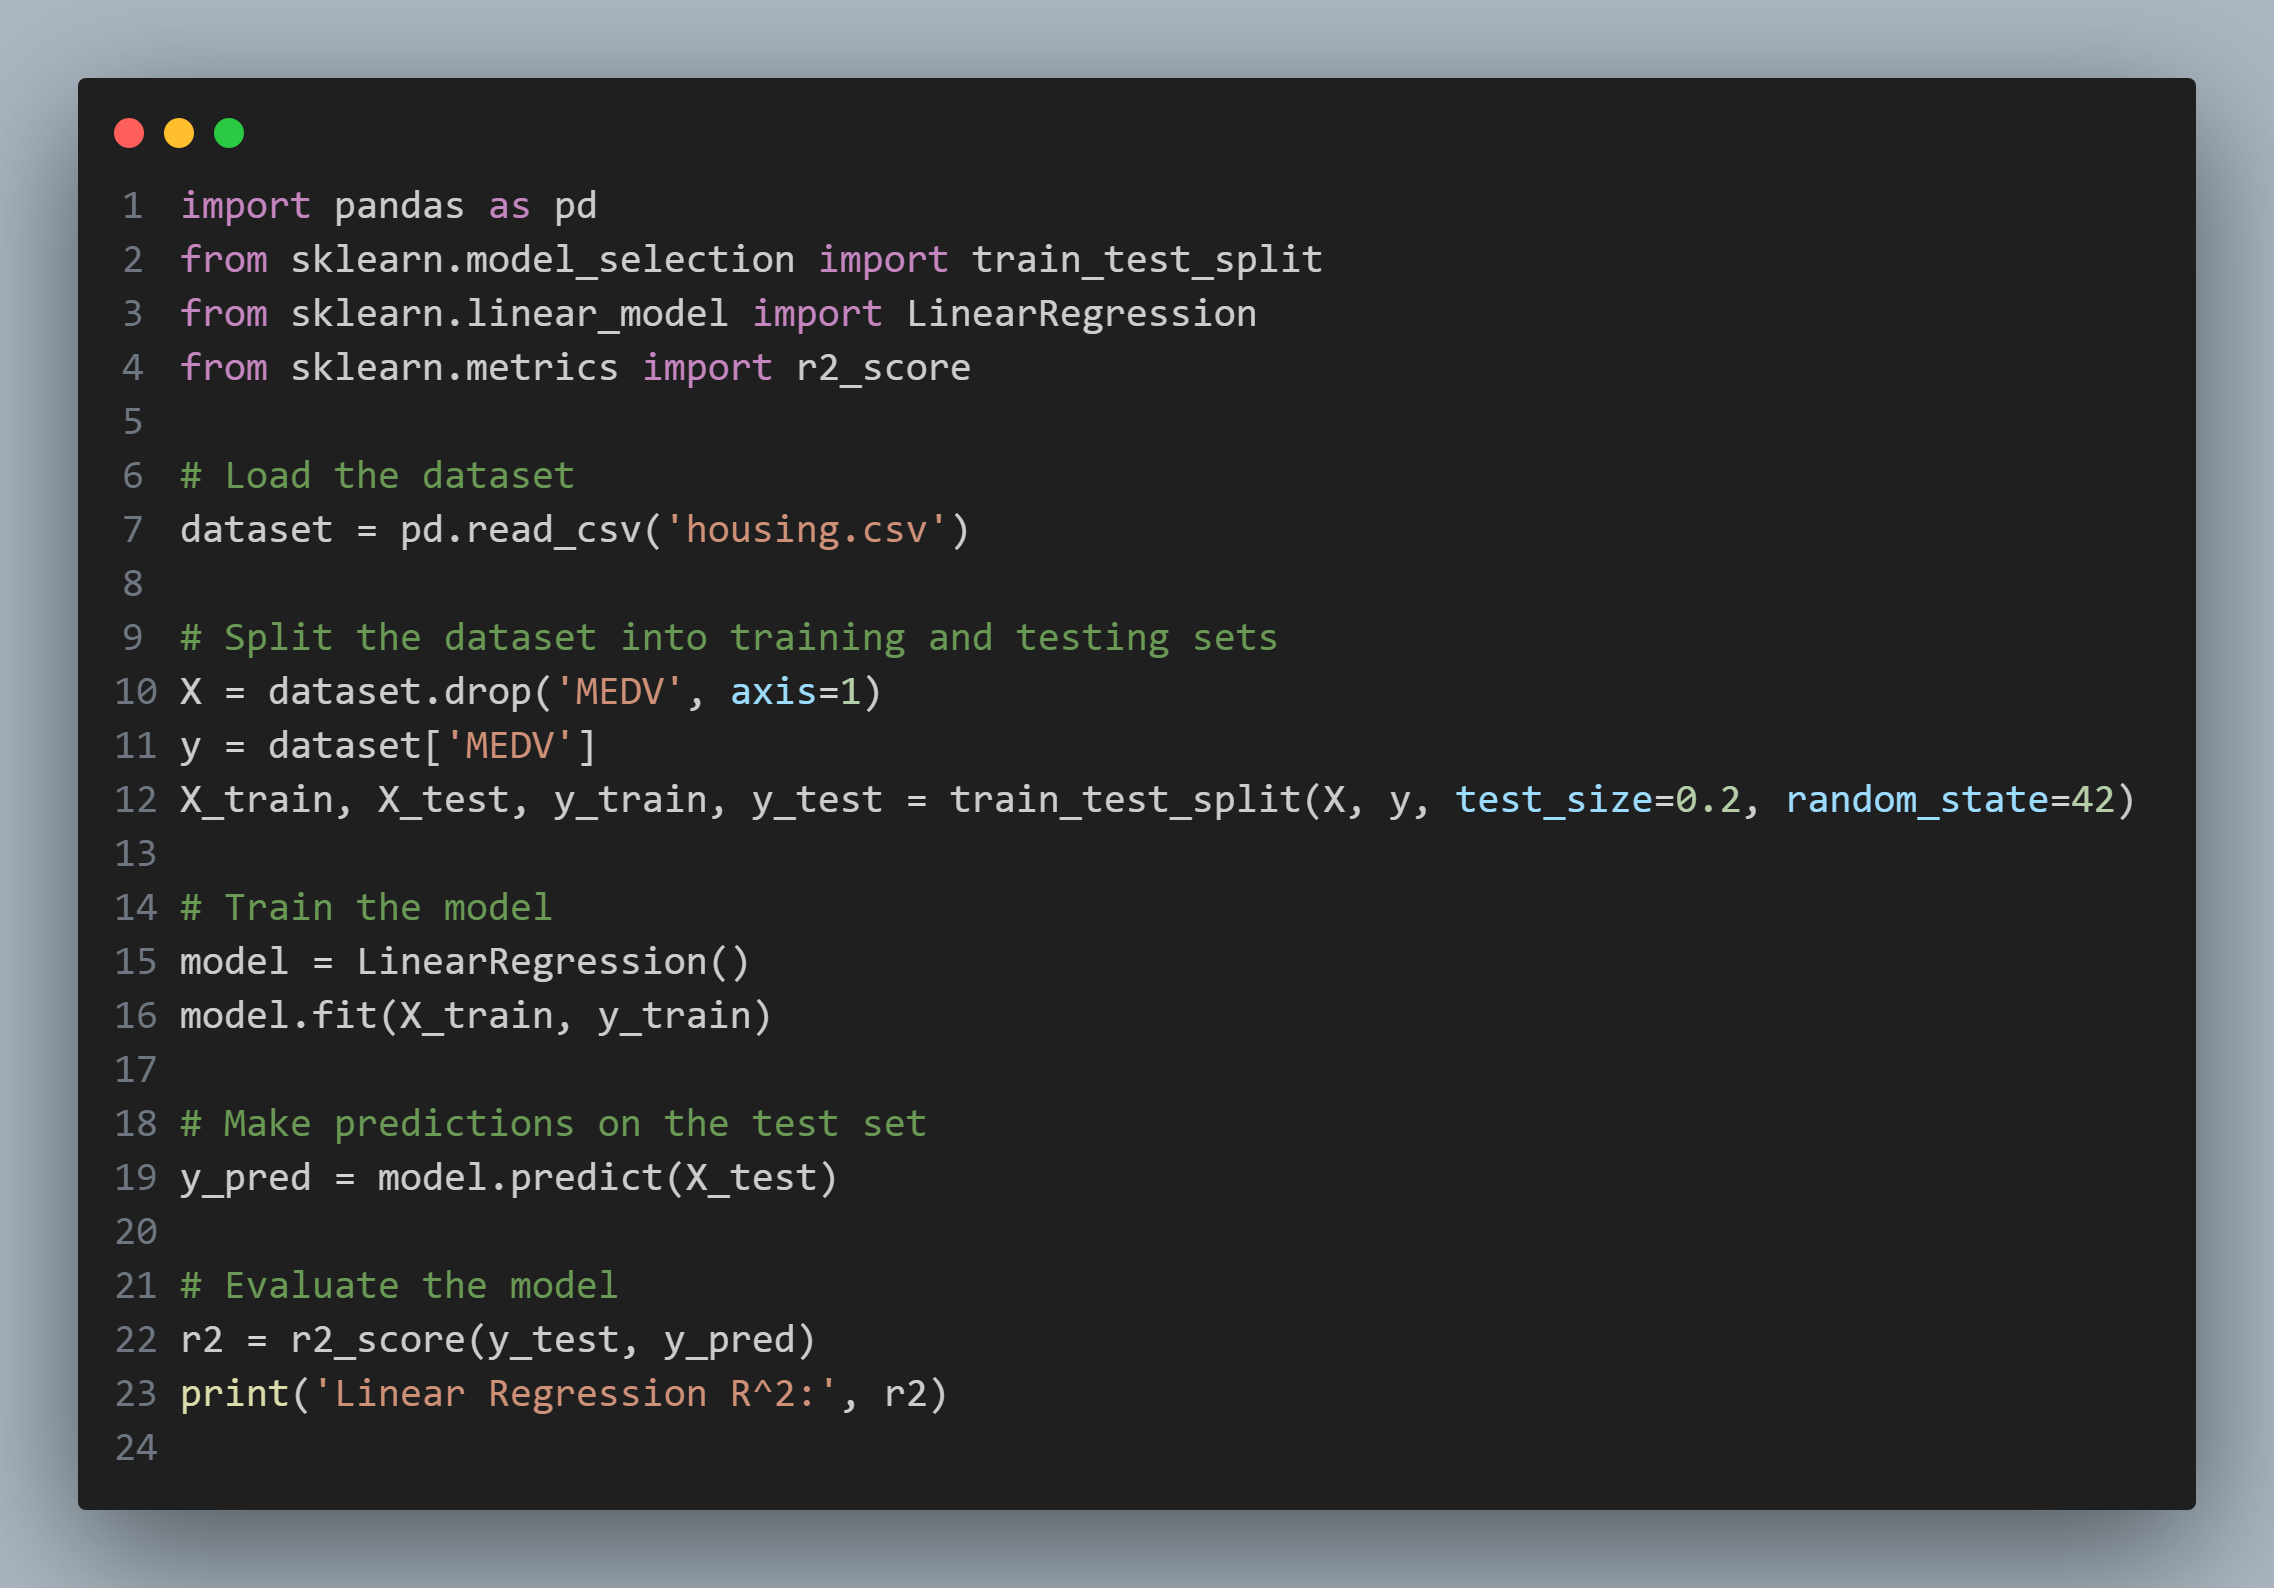 1 import pandas as pd
2 from sklearn.model_selection import train_test_split
3 from sklearn.linear_model import LinearRegression
4 from sklearn.metrics import r2_score
5
6 # Load the dataset
7 dataset = pd.read_csv('housing.csv')
8
9 # Split the dataset into training and testing sets
10 X = dataset.drop('MEDV', axis=1)
11 y = dataset['MEDV']
12 X_train, X_test, y_train, y_test = train_test_split(X, y, test_size=0.2, random_state=42)
13
14 # Train the model
15 model = LinearRegression()
16 model.fit(X_train, y_train)
17
18 # Make predictions on the test set
19 y_pred = model.predict(X_test)
20
21 # Evaluate the model
22 r2 = r2_score(y_test, y_pred)
23 print('Linear Regression R^2:', r2)
24